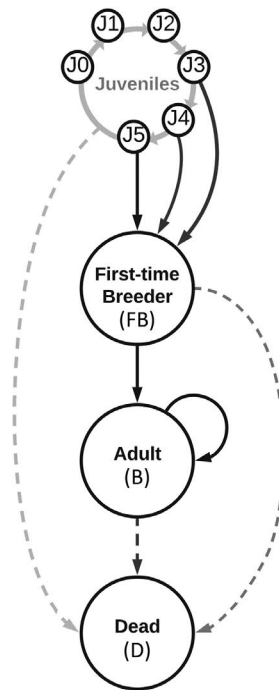 J1 J2
J0 J3
Juveniles
J5 J4
First-time
Breeder
(FB)
Adult
(B)
Dead
(D)